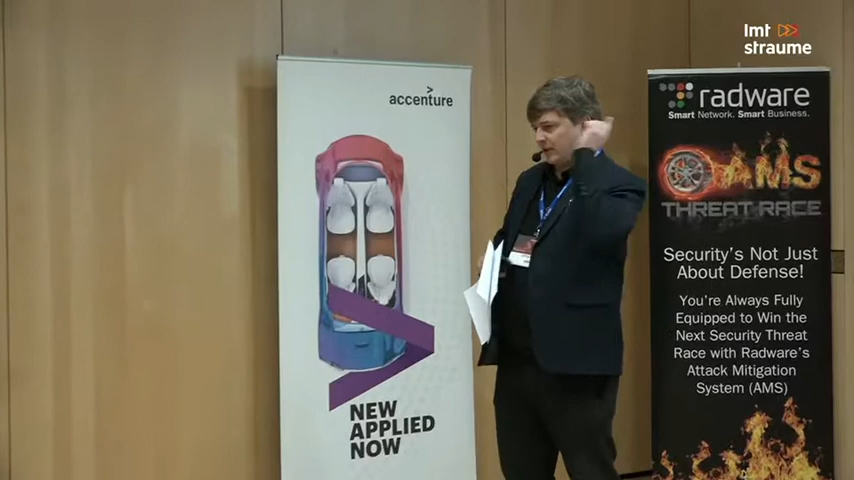 lmt
straume
accenture
NEW
APPLIED
NOW
radware
Smart Network. Smart Business.
AMS
THREAT RACE
Security's Not Just
About Defense!
You're Always Fully
Equipped to Win the
Next Security Threat
Race with Radware's
Attack Mitigation
System (AMS)